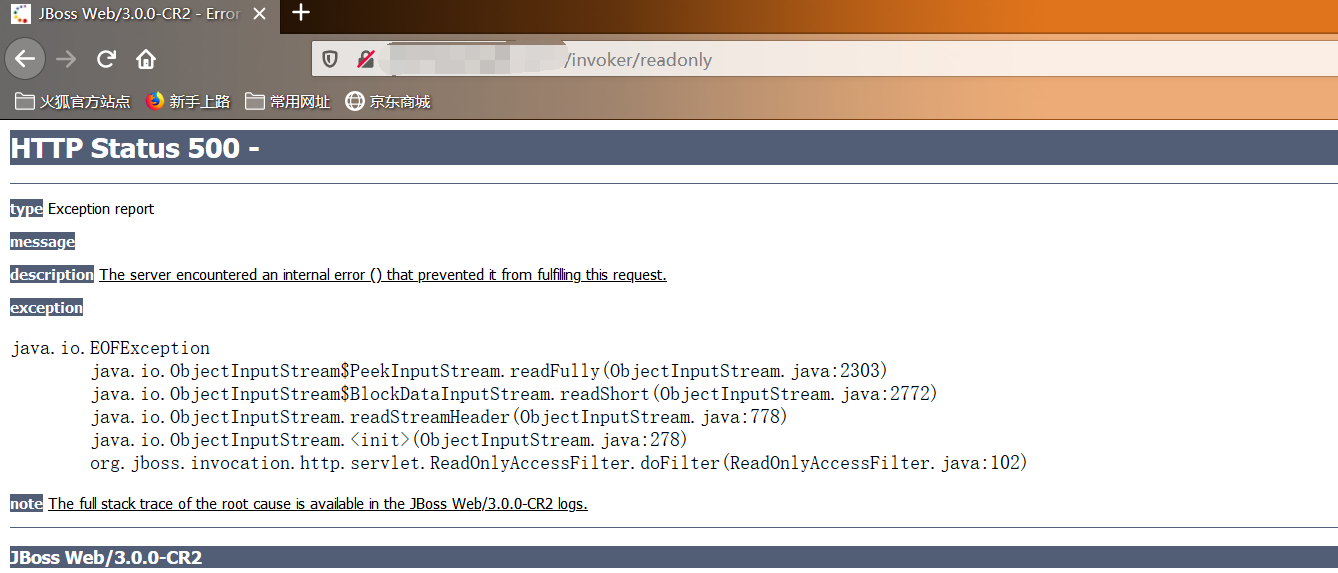 JBoss Web/3.0.0-CR2 - Erro
/invoker/readonly
火狐官方站点 新手上路 常用网址 京东商城
HTTP Status 500 -
type Exception report
message
description The server encountered an internal error () that prevented it from fulfilling this request.
exception
java.io.EOFException
java.io.ObjectInputStream$PeekInputStream.readFully(ObjectInputStream.java:2303)
java.io.ObjectInputStream$BlockDataInputStream.readShort(ObjectInputStream.java:2772)
java.io.ObjectInputStream.readStreamHeader(ObjectInputStream.java:778)
java.io.ObjectInputStream.<init>(ObjectInputStream.java:278)
org.jboss.invocation.http.servlet.ReadOnlyAccessFilter.doFilter(ReadOnlyAccessFilter.java:102)
note The full stack trace of the root cause is available in the JBoss Web/3.0.0-CR2 logs.
JBoss Web/3.0.0-CR2